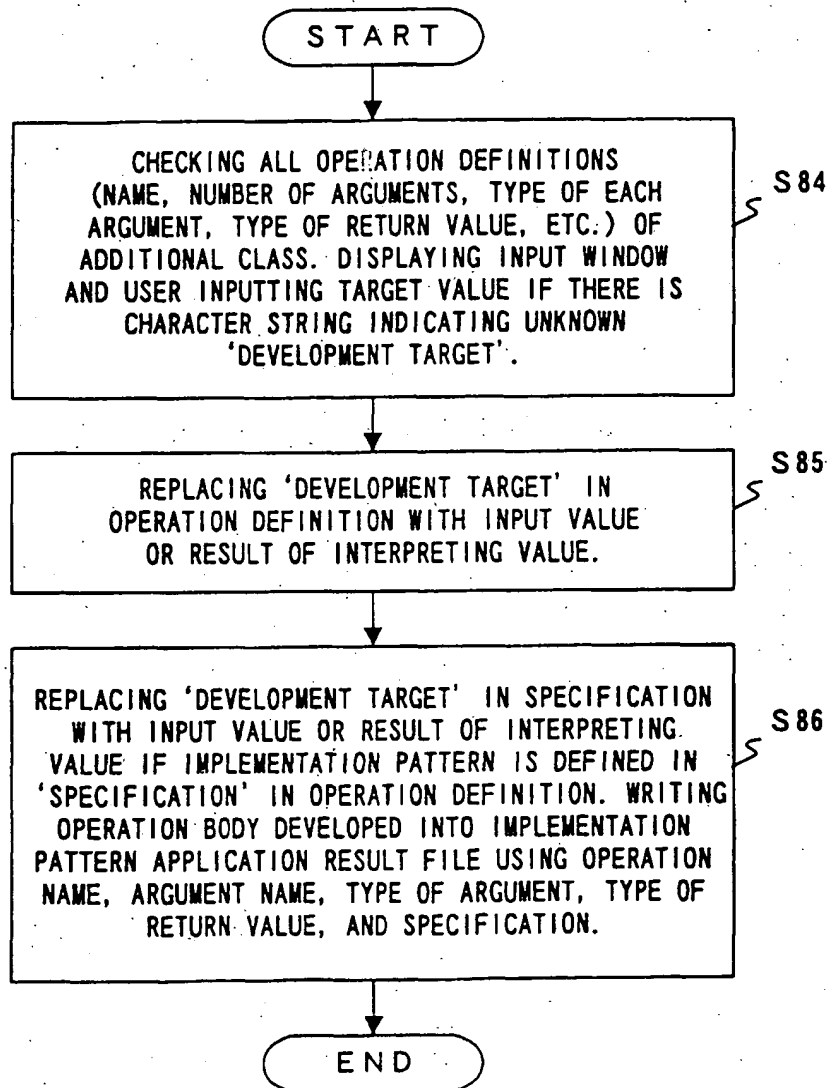 START
CHECKING ALL OPERATION DEFINITIONS
(NAME, NUMBER OF ARGUMENTS, TYPE OF EACH
ARGUMENT, TYPE OF RETURN VALUE, ETC.) OF
ADDITIONAL CLASS. DISPLAYING INPUT WINDOW
AND USER INPUTTING TARGET VALUE IF THERE IS
CHARACTER STRING INDICATING UNKNOWN
'DEVELOPMENT TARGET'.
S84
REPLACING 'DEVELOPMENT TARGET' IN
OPERATION DEFINITION WITH INPUT VALUE
OR RESULT OF INTERPRETING VALUE.
S85
REPLACING 'DEVELOPMENT TARGET' IN SPECIFICATION
WITH INPUT VALUE OR RESULT OF INTERPRETING
VALUE IF IMPLEMENTATION PATTERN IS DEFINED IN
'SPECIFICATION' IN OPERATION DEFINITION. WRITING
OPERATION BODY DEVELOPED INTO IMPLEMENTATION
PATTERN APPLICATION RESULT FILE USING OPERATION
NAME, ARGUMENT NAME, TYPE OF ARGUMENT, TYPE OF
RETURN VALUE, AND SPECIFICATION.
S86
END